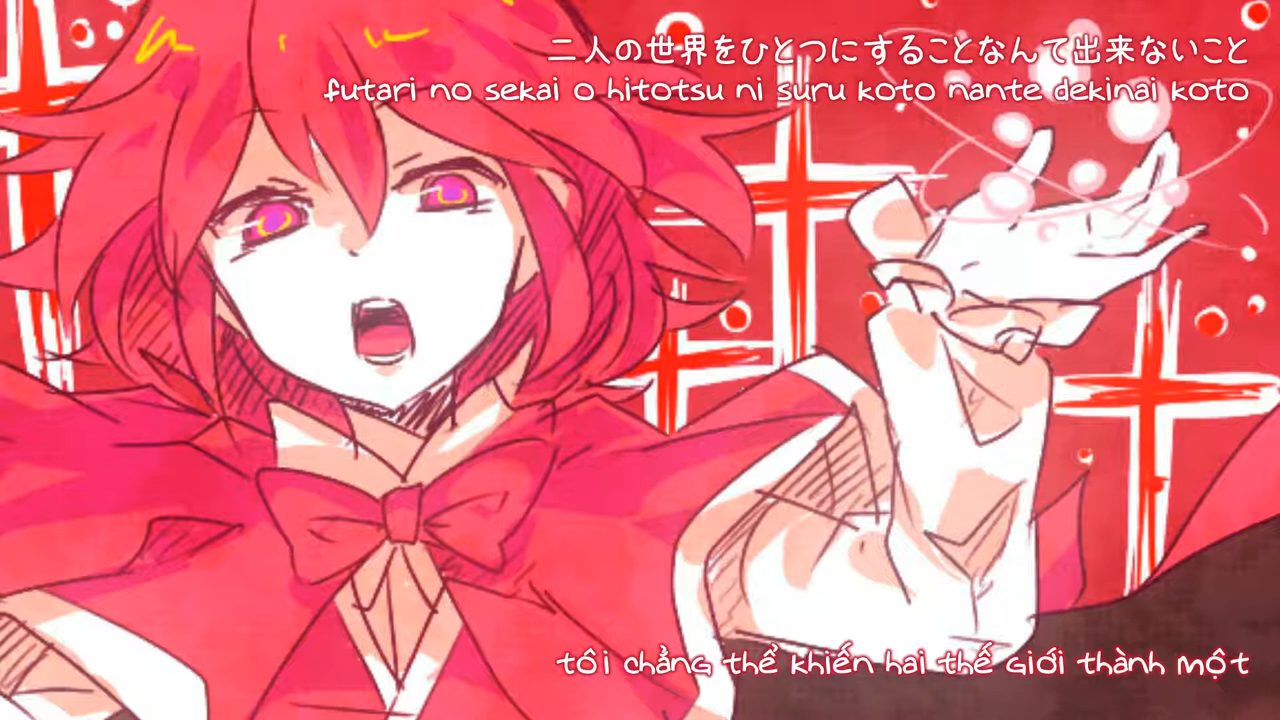 二人の世界をひとつにすることなんて出来ないこと
futari no sekai o hitotsu ni suru koto nante dekinai koto
tôi chẳng thể khiến hai thế giới thành một